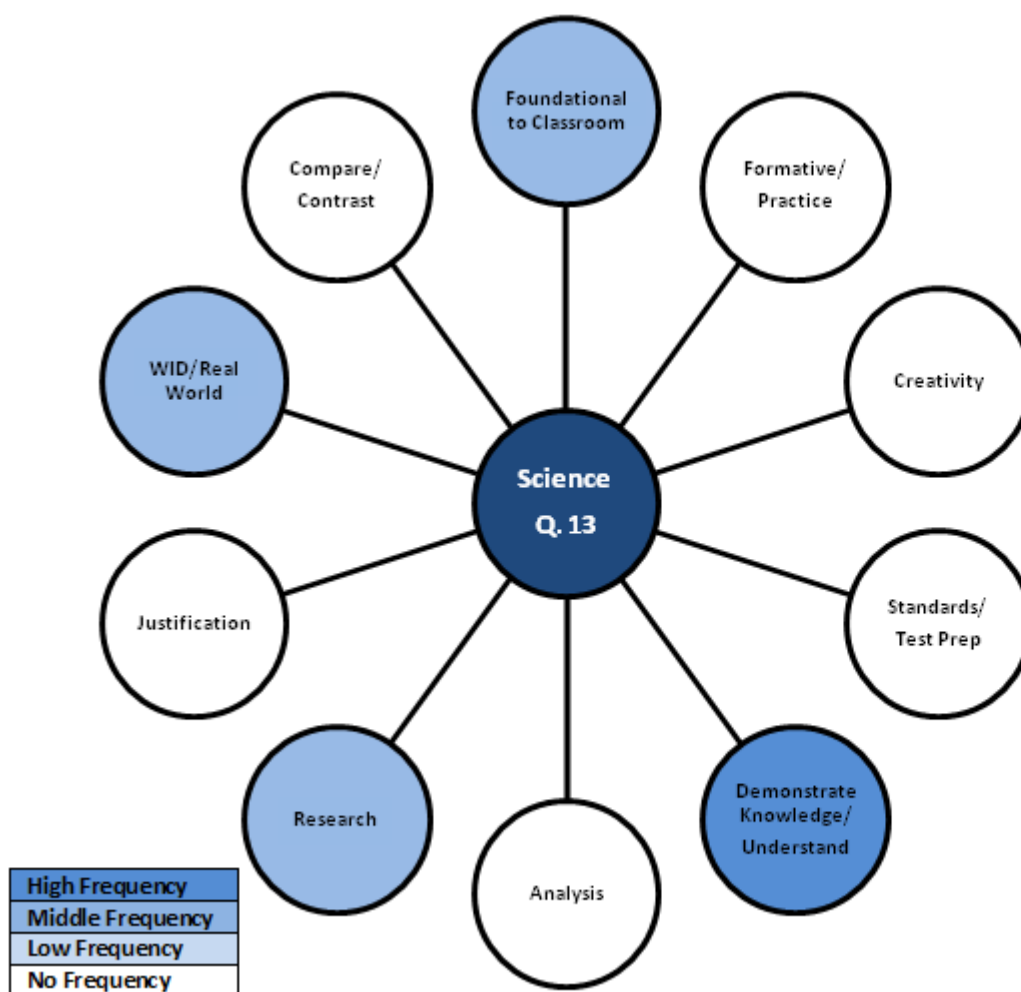 Foundational
to Classroom
Compare/
Contrast
Formative/
Practice
WID/Real
World
Creativity
Science
Q. 13
Justification
Standards/
Test Prep
Research
Demonstrate
Knowledge/
Understand
Analysis
High Frequency
Middle Frequency
Low Frequency
No Frequency